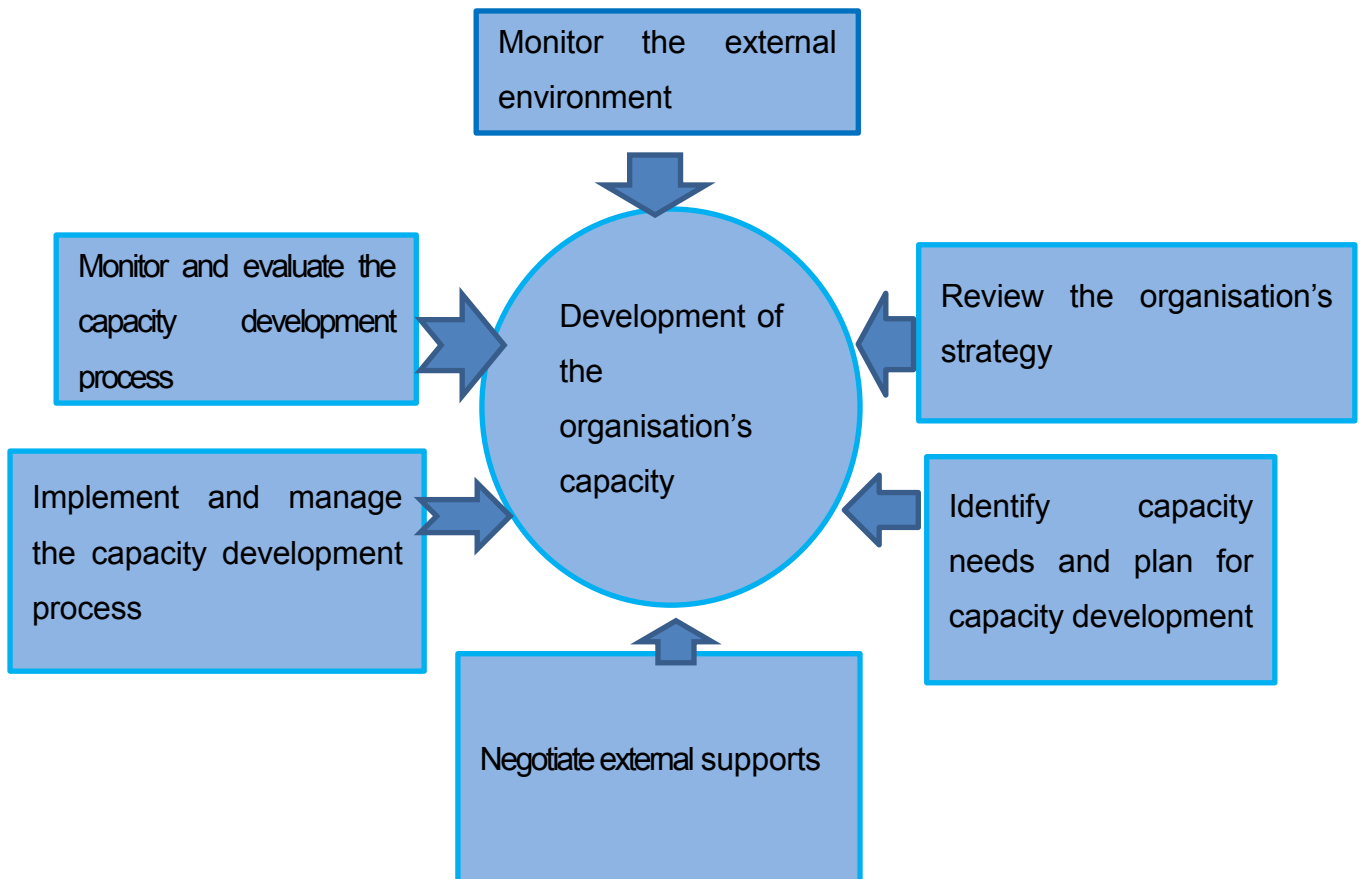 Monitor the external
environment
Monitor and evaluate the
capacity development
process
Development of
the
organisation’s
capacity
Review the organisation’s
strategy
Implement and manage
the capacity development
process
Identify capacity
needs and plan for
capacity development
Negotiate external supports